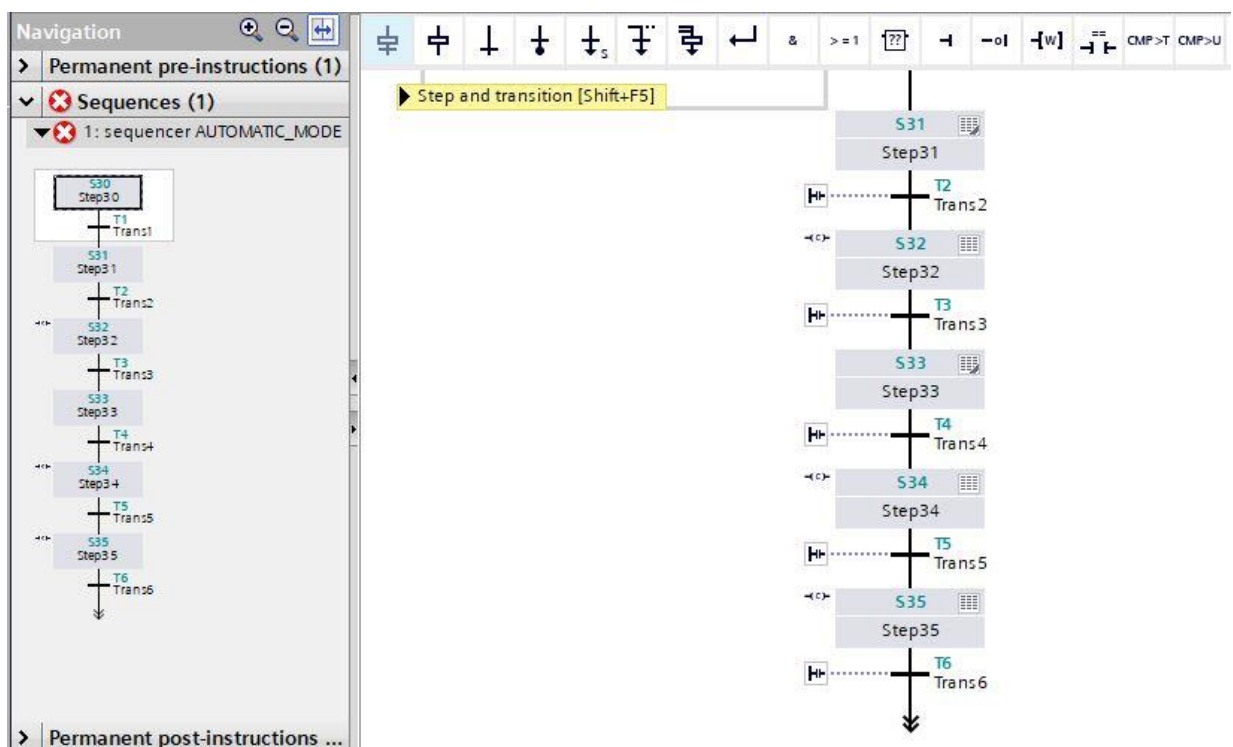 Navigation
Permanent pre-instructions (1)
Sequences (1)
1: sequencer AUTOMATIC_MODE
S30
Step30
T1
Trans1
S31
Step31
T2
Trans2
S32
Step32
T3
Trans3
S33
Step33
T4
Trans4
S34
Step34
T5
Trans5
S35
Step35
T6
Trans6
Permanent post-instructions ...
S & >=1 ?? [W] == CMP>T CMP>U
Step and transition [Shift+F5]
S31
Step31
T2
Trans2
(C)
S32
Step32
T3
Trans3
S33
Step33
T4
Trans4
(C)
S34
Step34
T5
Trans5
(C)
S35
Step35
T6
Trans6